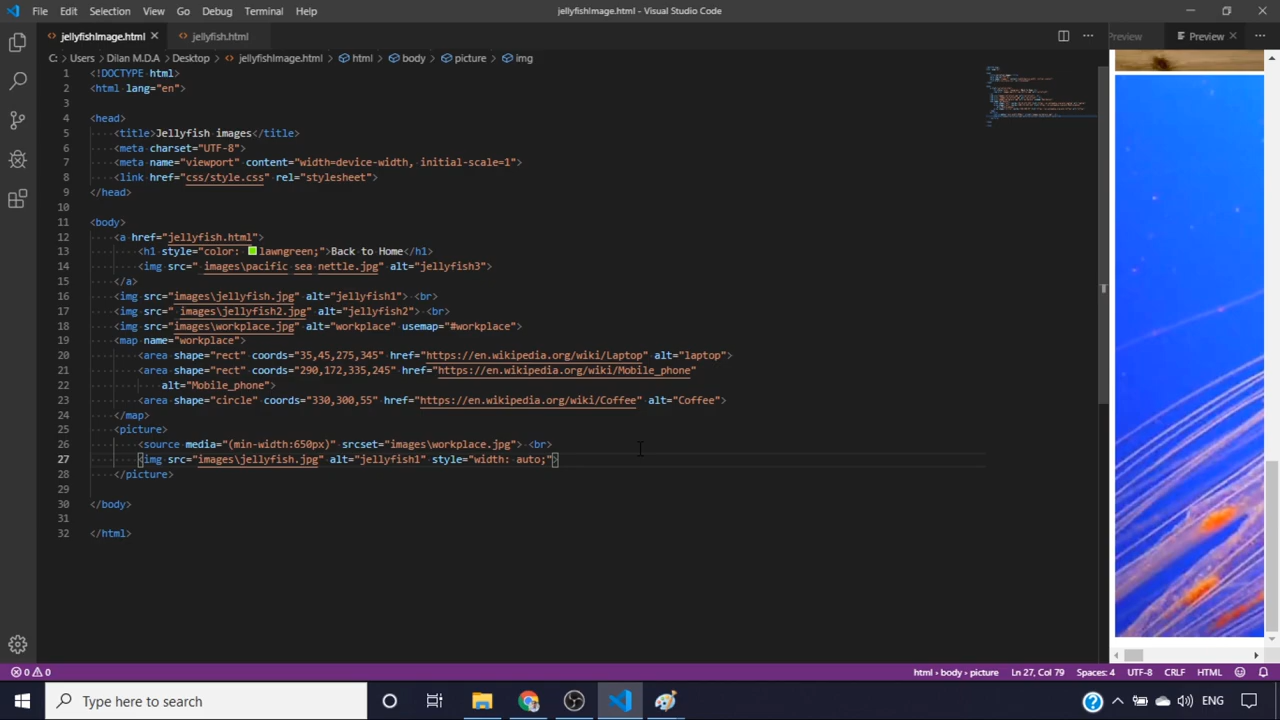 File Edit Selection View Go Debug Terminal Help
jellyfishImage.html - Visual Studio Code
jellyfishImage.html jellyfish.html
Preview Preview
C: > Users > Dilan M.D.A > Desktop > jellyfishImage.html > html > body > picture > img
1 <!DOCTYPE html>
2 <html lang="en">
3
4 <head>
5 <title>Jellyfish images</title>
6 <meta charset="UTF-8">
7 <meta name="viewport" content="width=device-width, initial-scale=1">
8 <link href="css/style.css" rel="stylesheet">
9 </head>
10
11 <body>
12 <a href="jellyfish.html">
13 <h1 style="color: lawngreen;">Back to Home</h1>
14 <img src=" images\pacific sea nettle.jpg" alt="jellyfish3">
15 </a>
16 <img src="images\jellyfish.jpg" alt="jellyfish1"> <br>
17 <img src=" images\jellyfish2.jpg" alt="jellyfish2"> <br>
18 <img src="images\workplace.jpg" alt="workplace" usemap="#workplace">
19 <map name="workplace">
20 <area shape="rect" coords="35,45,275,345" href="https://en.wikipedia.org/wiki/Laptop" alt="laptop">
21 <area shape="rect" coords="290,172,335,245" href="https://en.wikipedia.org/wiki/Mobile_phone"
22 alt="Mobile_phone">
23 <area shape="circle" coords="330,300,55" href="https://en.wikipedia.org/wiki/Coffee" alt="Coffee">
24 </map>
25 <picture>
26 <source media="(min-width:650px)" srcset="images\workplace.jpg"> <br>
27 <img src="images\jellyfish.jpg" alt="jellyfish1" style="width: auto;">
28 </picture>
29
30 </body>
31
32 </html>
0 0
html › body › picture Ln 27, Col 79 Spaces: 4 UTF-8 CRLF HTML
Type here to search
ENG